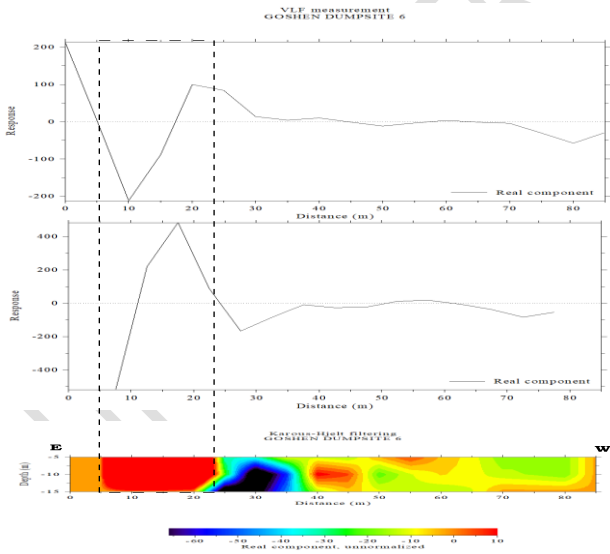 VLF measurement
GOSHEN DUMPSITE 6
200
100
0
-100
-200
Response
Real component
0 10 20 30 40 50 60 70 80
Distance (m)
400
200
0
-200
-400
Response
Real component
0 10 20 30 40 50 60 70 80
Distance (m)
Karous-Hjelt filtering
GOSHEN DUMPSITE 6
E W
-5
-10
-15
Depth (m)
0 10 20 30 40 50 60 70 80
Distance (m)
-60 -50 -40 -30 -20 -10 0 10
Real component, unnormalized